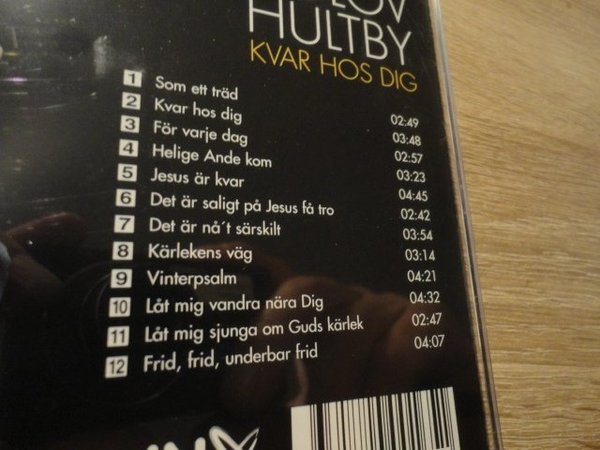 LOV
HULTBY
KVAR HOS DIG
1 Som ett träd 02:49
2 Kvar hos dig 03:48
3 För varje dag 02:57
4 Helige Ande kom 03:23
5 Jesus är kvar 04:45
6 Det är saligt på Jesus få tro 02:42
7 Det är nå´t särskilt 03:54
8 Kärlekens väg 03:14
9 Vinterpsalm 04:21
10 Låt mig vandra nära Dig 04:32
11 Låt mig sjunga om Guds kärlek 02:47
12 Frid, frid, underbar frid 04:07